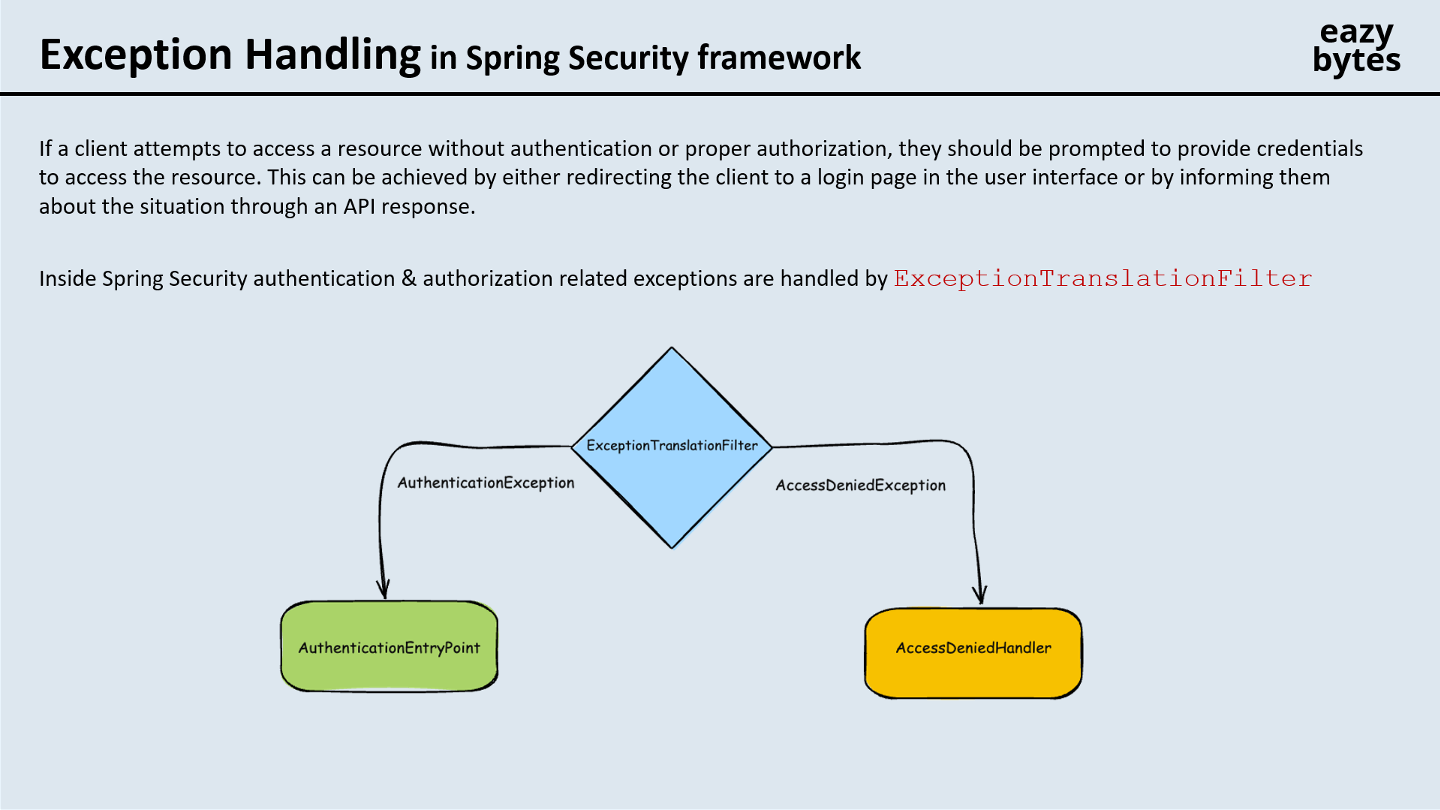 Exception Handling in Spring Security framework
eazy
bytes
If a client attempts to access a resource without authentication or proper authorization, they should be prompted to provide credentials
to access the resource. This can be achieved by either redirecting the client to a login page in the user interface or by informing them
about the situation through an API response.
Inside Spring Security authentication & authorization related exceptions are handled by ExceptionTranslationFilter
ExceptionTranslationFilter
AuthenticationException
AccessDeniedException
AuthenticationEntryPoint
AccessDeniedHandler